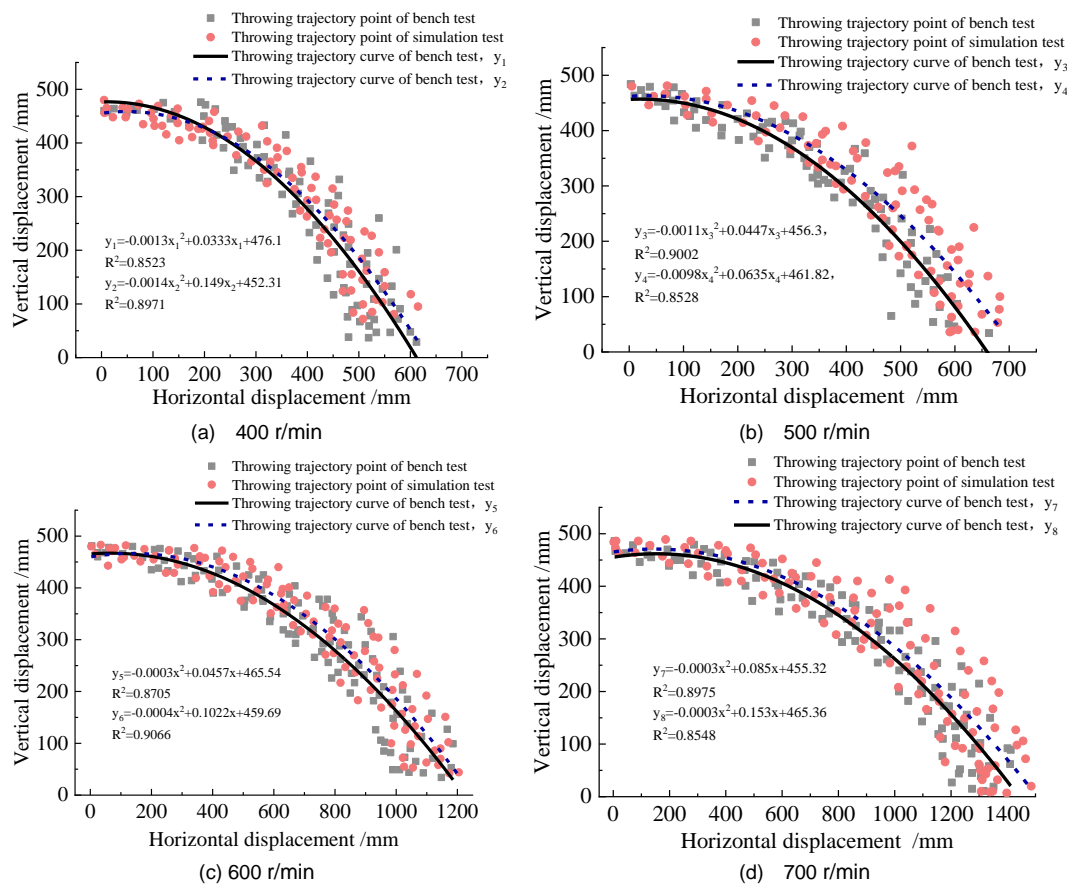 Throwing trajectory point of bench test
Throwing trajectory point of simulation test
Throwing trajectory curve of bench test，y₁
Throwing trajectory curve of bench test，y₂
500
400
300
200
100
0
Vertical displacement /mm
y₁=-0.0013x₁²+0.0333x₁+476.1
R²=0.8523
y₂=-0.0014x₂²+0.149x₂+452.31
R²=0.8971
0 100 200 300 400 500 600 700
Horizontal displacement /mm
(a) 400 r/min
Throwing trajectory point of bench test
Throwing trajectory point of simulation test
Throwing trajectory curve of bench test，y₃
Throwing trajectory curve of bench test，y₄
500
400
300
200
100
0
Vertical displacement /mm
y₃=-0.0011x₃²+0.0447x₃+456.3，
R²=0.9002
y₄=-0.0098x₄²+0.0635x₄+461.82，
R²=0.8528
0 100 200 300 400 500 600 700
Horizontal displacement /mm
(b) 500 r/min
Throwing trajectory point of bench test
Throwing trajectory point of simulation test
Throwing trajectory curve of bench test，y₅
Throwing trajectory curve of bench test，y₆
500
400
300
200
100
0
Vertical displacement /mm
y₅=-0.0003x²+0.0457x+465.54
R²=0.8705
y₆=-0.0004x²+0.1022x+459.69
R²=0.9066
0 200 400 600 800 1000 1200
Horizontal displacement /mm
(c) 600 r/min
Throwing trajectory point of bench test
Throwing trajectory point of simulation test
Throwing trajectory curve of bench test，y₇
Throwing trajectory curve of bench test，y₈
500
400
300
200
100
0
Vertical displacement /mm
y₇=-0.0003x²+0.085x+455.32
R²=0.8975
y₈=-0.0003x²+0.153x+465.36
R²=0.8548
0 200 400 600 800 1000 1200 1400
Horizontal displacement /mm
(d) 700 r/min